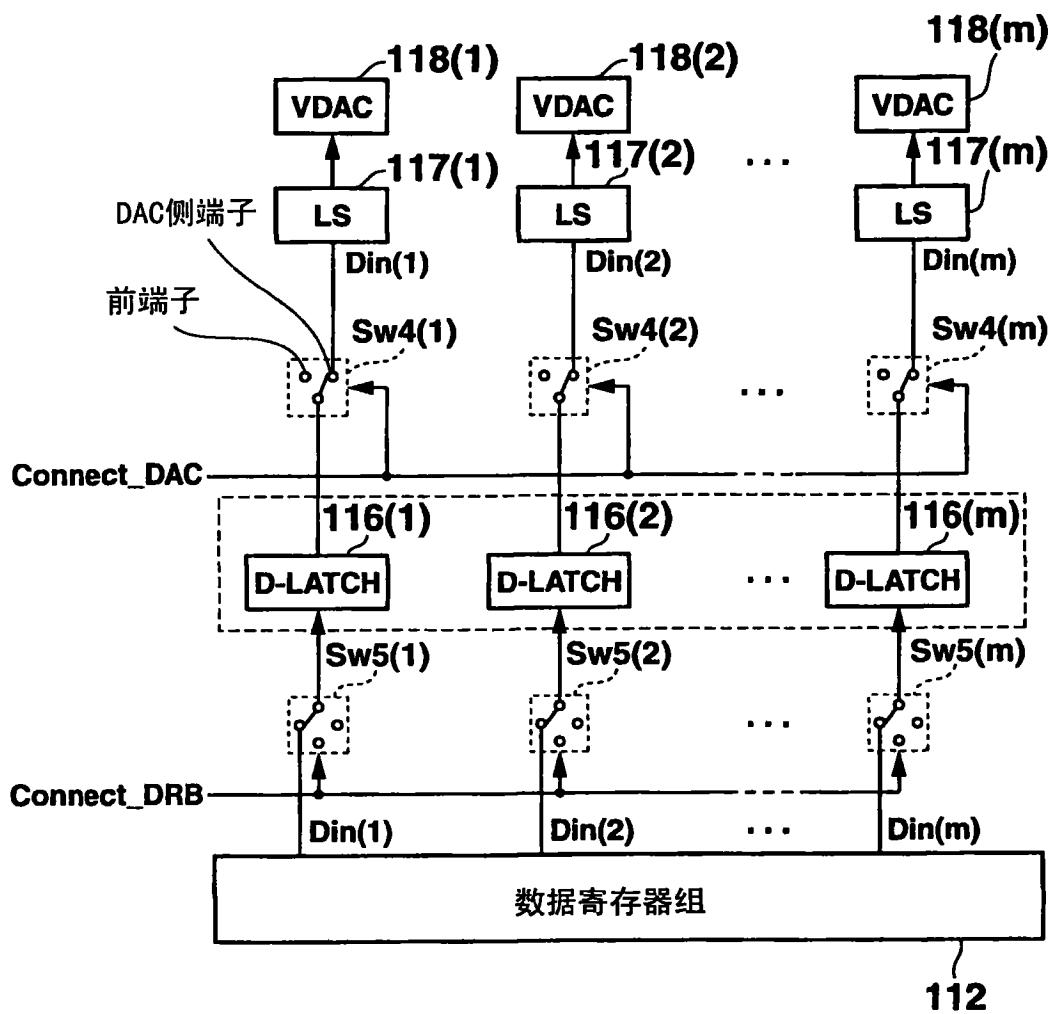 118(1) 118(2) 118(m)
VDAC VDAC VDAC
117(1) 117(2) ... 117(m)
DAC侧端子 LS LS LS
Din(1) Din(2) Din(m)
前端子
Sw4(1) Sw4(2) Sw4(m)
...
Connect_DAC
116(1) 116(2) 116(m)
D-LATCH D-LATCH ... D-LATCH
Sw5(1) Sw5(2) Sw5(m)
...
Connect_DRB
Din(1) Din(2) ... Din(m)
数据寄存器组
112